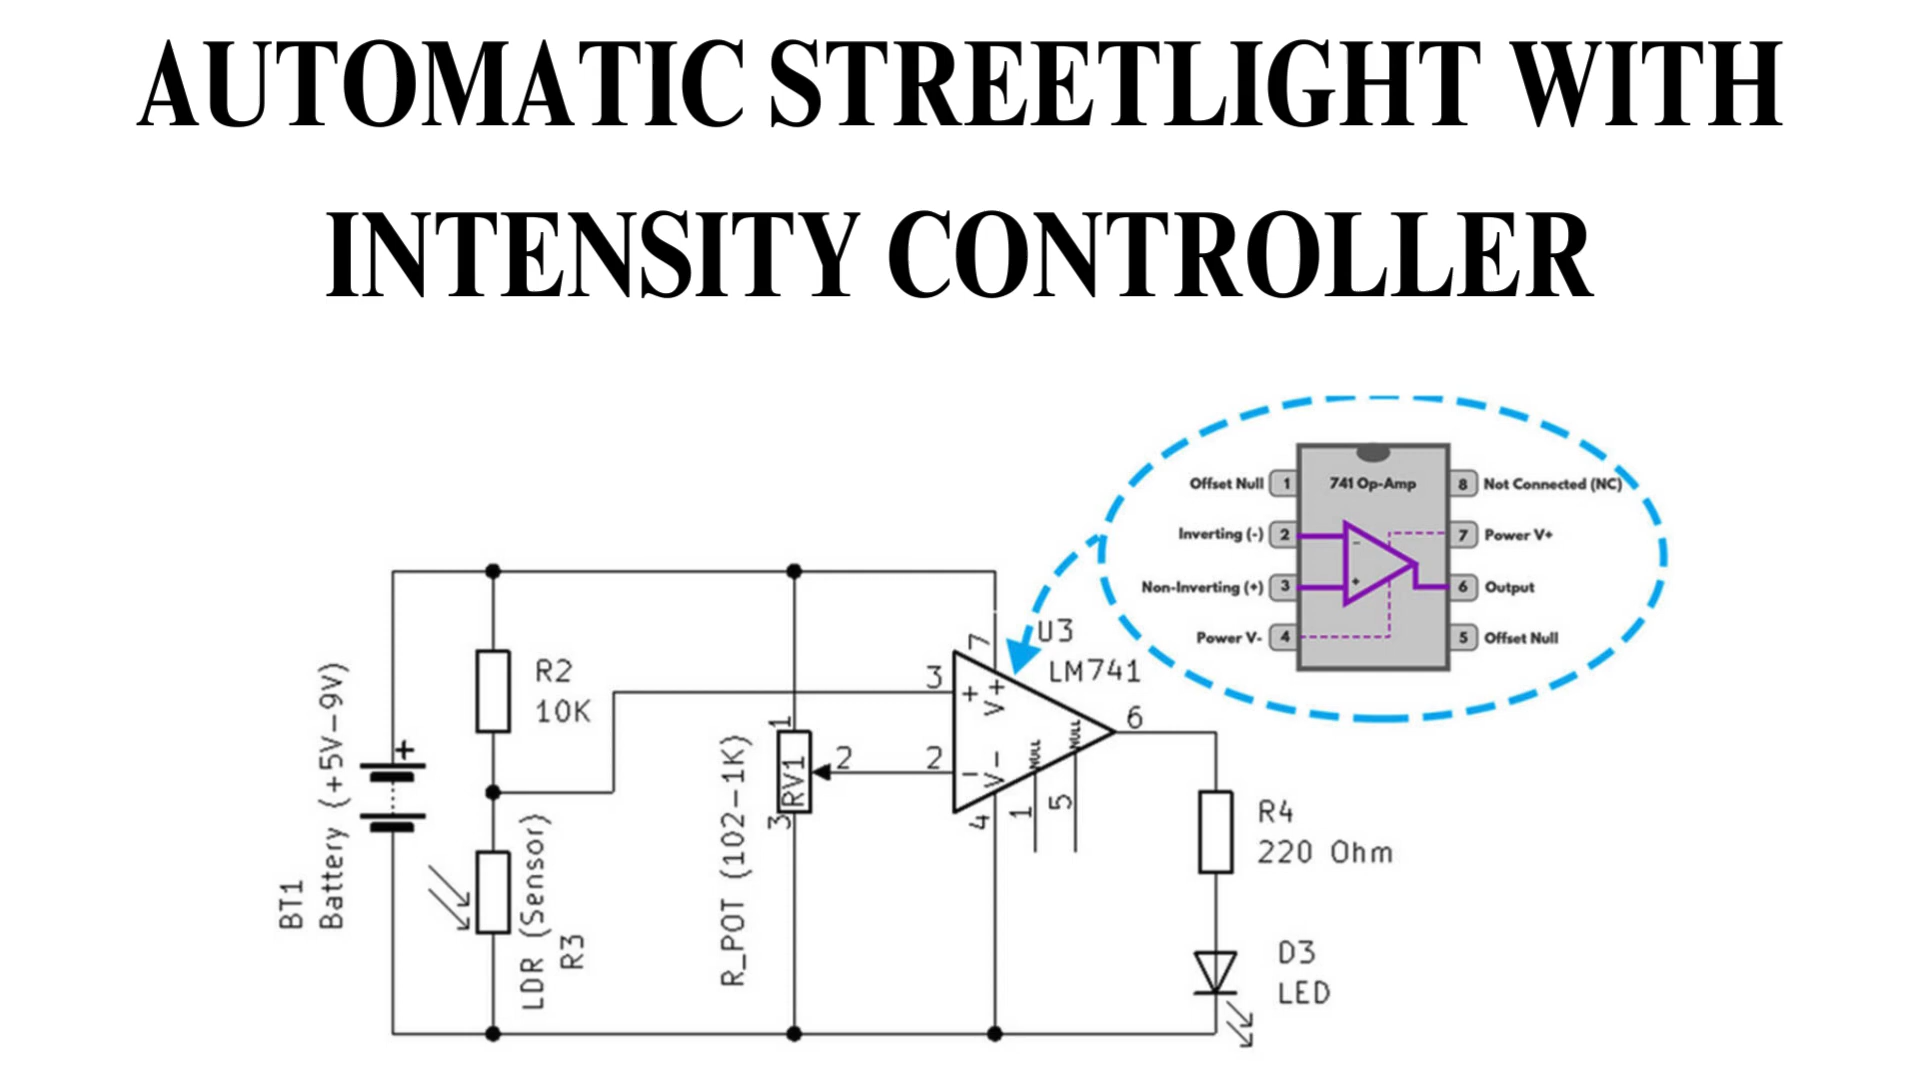 AUTOMATIC STREETLIGHT WITH
INTENSITY CONTROLLER
Offset Null 1
741 Op-Amp
8 Not Connected (NC)
Inverting (-) 2
-
7 Power V+
Non-Inverting (+) 3
+
6 Output
Power V- 4
5 Offset Null
BT1
Battery (+5V-9V)
+
R2
10K
LDR (Sensor)
R3
R_POT (102-1K)
1
RV1
2
3
3
2
7
U3
LM741
+
V+
-
V-
NULL
NULL
4
1
5
6
R4
220 Ohm
D3
LED